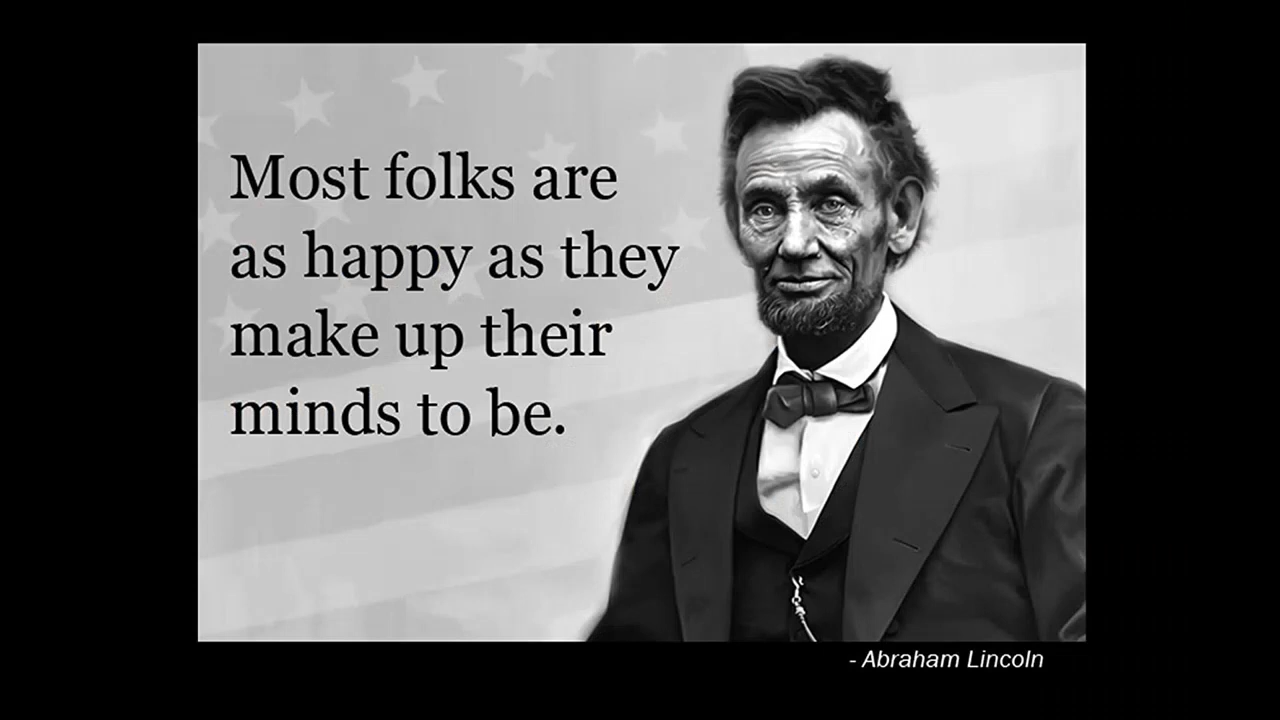 Most folks are
as happy as they
make up their
minds to be.
- Abraham Lincoln